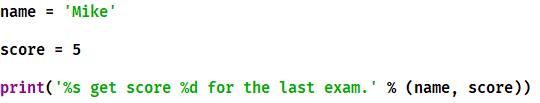 name = 'Mike'
score = 5
print('%s get score %d for the last exam.' % (name, score))